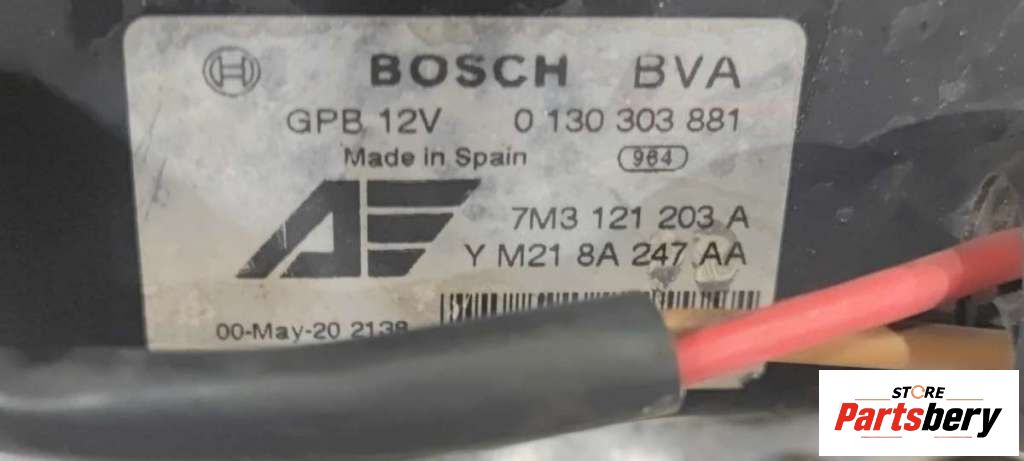 BOSCH BVA
GPB 12V 0 130 303 881
Made in Spain 964
AE
7M3 121 203 A
Y M21 8A 247 AA
00-May-20 2138
STORE
Partsbery